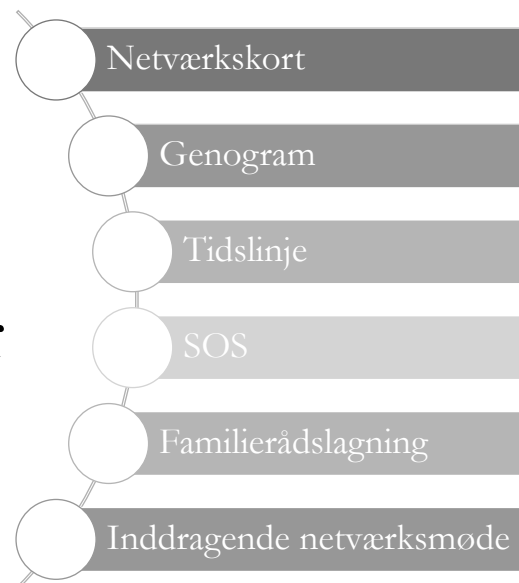 Netværkskort
Genogram
Tidslinje
SOS
Familierådslagning
Inddragende netværksmøde